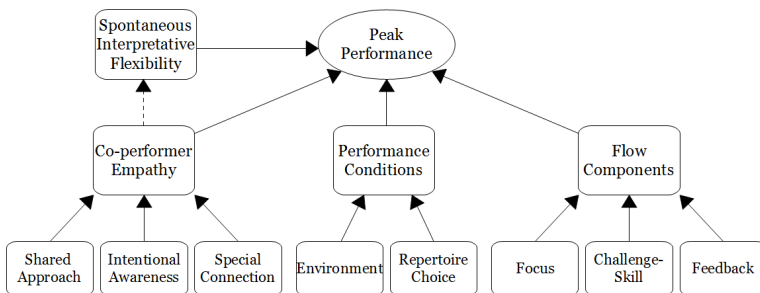 Spontaneous
Interpretative
Flexibility
Peak
Performance
Co-performer
Empathy
Performance
Conditions
Flow
Components
Shared
Approach
Intentional
Awareness
Special
Connection
Environment
Repertoire
Choice
Focus
Challenge-
Skill
Feedback